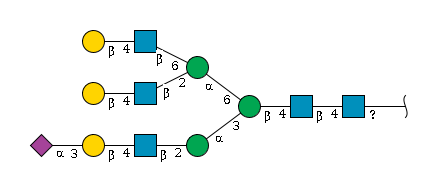 β 4 β 6
α
β 4 β 2
6
β 4 β 4 ?
3
α 3 β 4 β 2 α